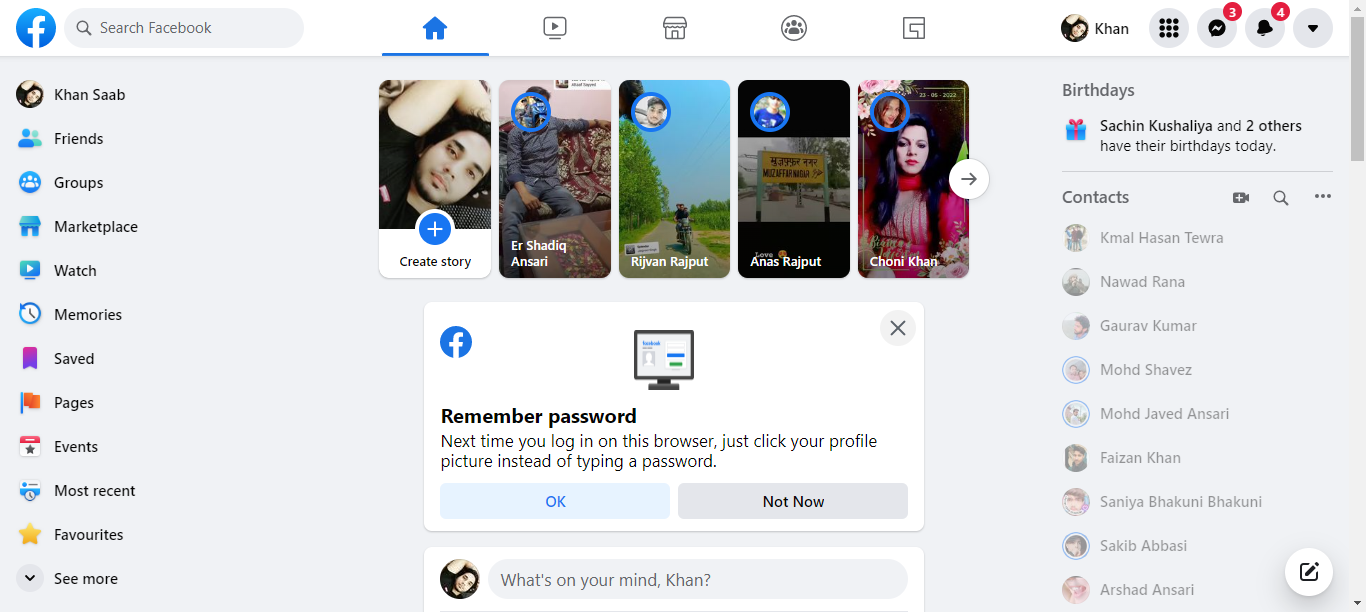 Search Facebook
Khan
3
4
Khan Saab
Friends
Groups
Marketplace
Watch
Memories
Saved
Pages
Events
Most recent
Favourites
See more
Create story
Er Shadiq
Ansari
Rijvan Rajput
मुज़फ़्फ़र नगर
MUZAFFARNAGAR
Love
Anas Rajput
23 - 05 - 2022
Choni Khan
facebook
Remember password
Next time you log in on this browser, just click your profile
picture instead of typing a password.
OK
Not Now
What's on your mind, Khan?
Birthdays
Sachin Kushaliya and 2 others
have their birthdays today.
Contacts
Kmal Hasan Tewra
Nawad Rana
Gaurav Kumar
Mohd Shavez
Mohd Javed Ansari
Faizan Khan
Saniya Bhakuni Bhakuni
Sakib Abbasi
Arshad Ansari